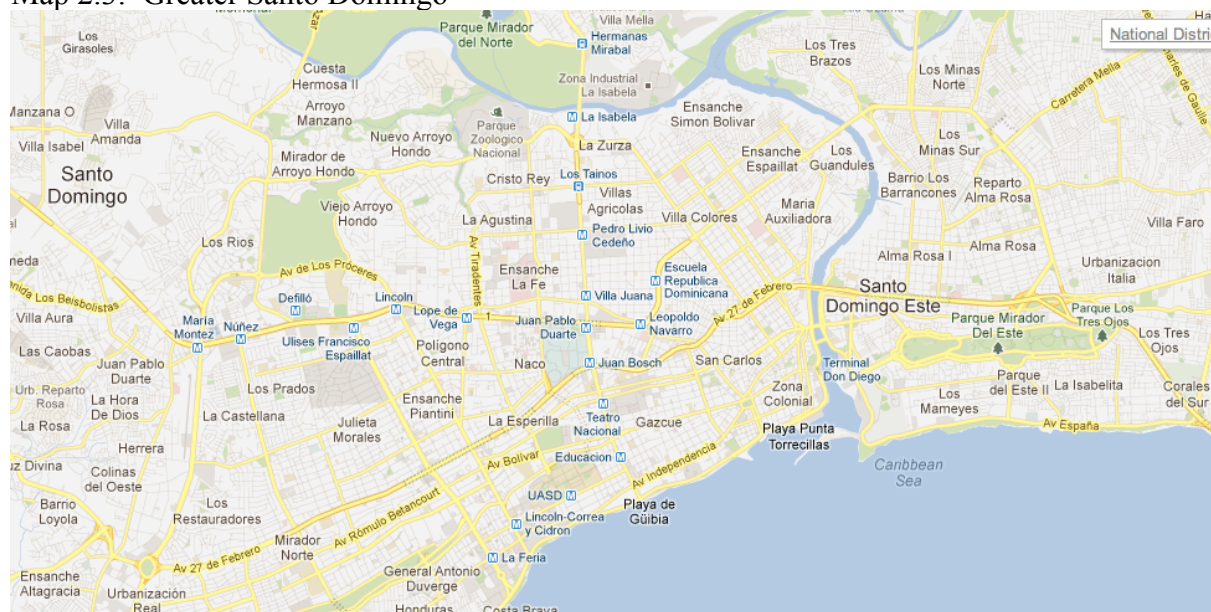 Map 2.3: Greater Santo Domingo
Los
Girasoles
Parque Mirador
del Norte
Villa Mella
Hermanas
Mirabal
Los Tres
Brazos
National Distri
Cuesta
Hermosa II
Zona Industrial
La Isabela
Los Minas
Norte
Carretera Mella
Manzana O
Arroyo
Manzano
La Isabela
Ensanche
Simon Bolivar
Villa
Amanda
Parque
Zoologico
Nacional
Nuevo Arroyo
Hondo
Villa Isabel
Los
Minas Sur
La Zurza
Mirador de
Arroyo Hondo
Ensanche
Espaillat
Los
Guandules
Santo
Domingo
Cristo Rey
Los Tainos
Barrio Los
Barrancones
Reparto
Alma Rosa
Villas
Agricolas
Viejo Arroyo
Hondo
La Agustina
Villa Colores
Maria
Auxiliadora
Villa Faro
Pedro Livio
Cedeño
Los Rios
Av Tiradentes
Alma Rosa
Alma Rosa I
Av de Los Próceres
Ensanche
La Fe
Escuela
Republica
Dominicana
Urbanizacion
Italia
Santo
Domingo Este
Defilló
Lincoln
Villa Juana
Av 27 de Febrero
Villa Aura
María
Montez
Núñez
Lope de
Vega
Juan Pablo
Duarte
Leopoldo
Navarro
Parque Mirador
Del Este
Parque Los
Tres Ojos
Ulises Francisco
Espaillat
Los Tres
Ojos
Las Caobas
Poligono
Central
Juan Pablo
Duarte
Naco
Juan Bosch
San Carlos
Terminal
Don Diego
Urb. Reparto
Rosa
Los Prados
Zona
Colonial
Parque
del Este II
La Isabelita
Corales
del Sur
La Hora
De Dios
Ensanche
Piantini
Los
Mameyes
La Rosa
La Castellana
Julieta
Morales
La Esperilla
Teatro
Nacional
Gazcue
Av España
Playa Punta
Torrecillas
Herrera
Av Bolivar
Educacion
Av Independencia
Caribbean
Sea
Colinas
del Oeste
UASD
Barrio
Loyola
Los
Restauradores
Av Rómulo Betancourt
Playa de
Güibia
Lincoln-Correa
y Cidron
Mirador
Norte
La Feria
Av 27 de Febrero
Ensanche
Altagracia
General Antonio
Duverge
Urbanización
Real
Honduras
Costa Brava